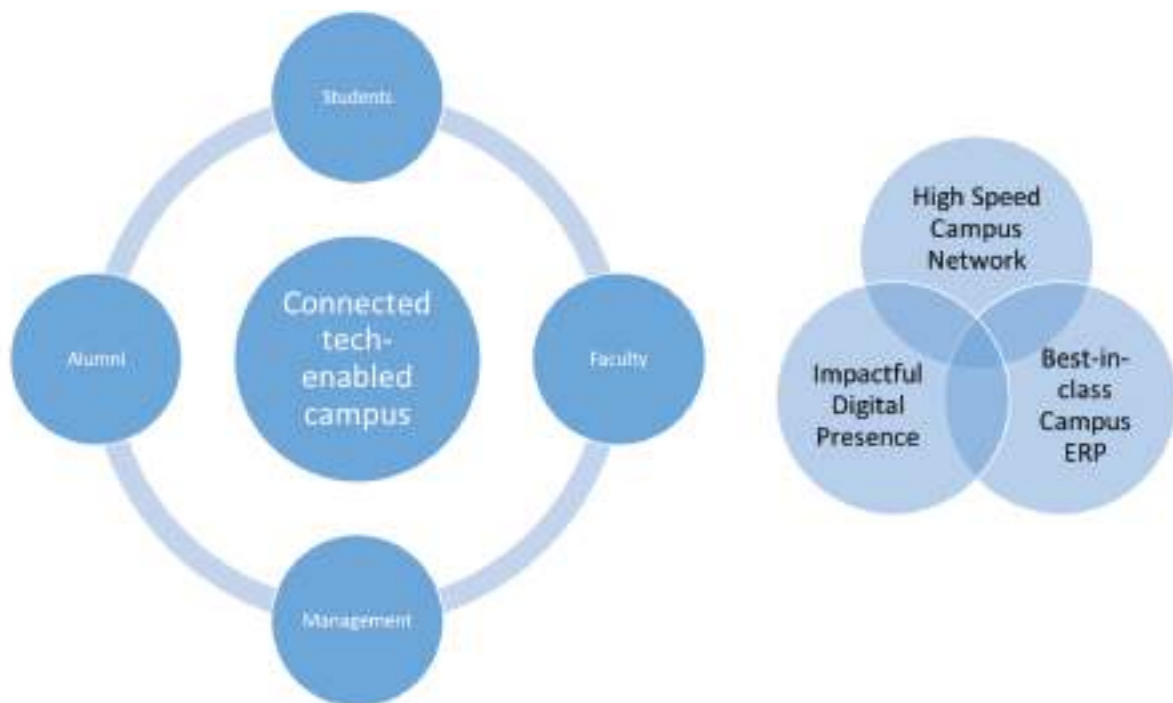 Students
Connected
tech-
enabled
campus
Alumni
Faculty
Management
High Speed
Campus
Network
Impactful
Digital
Presence
Best-in-
class
Campus
ERP